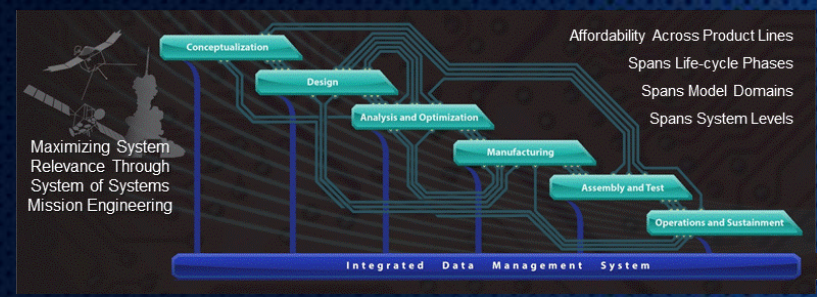 Conceptualization
Design
Analysis and Optimization
Manufacturing
Assembly and Test
Operations and Sustainment
Integrated Data Management System
Maximizing System
Relevance Through
System of Systems
Mission Engineering
Affordability Across Product Lines
Spans Life-cycle Phases
Spans Model Domains
Spans System Levels